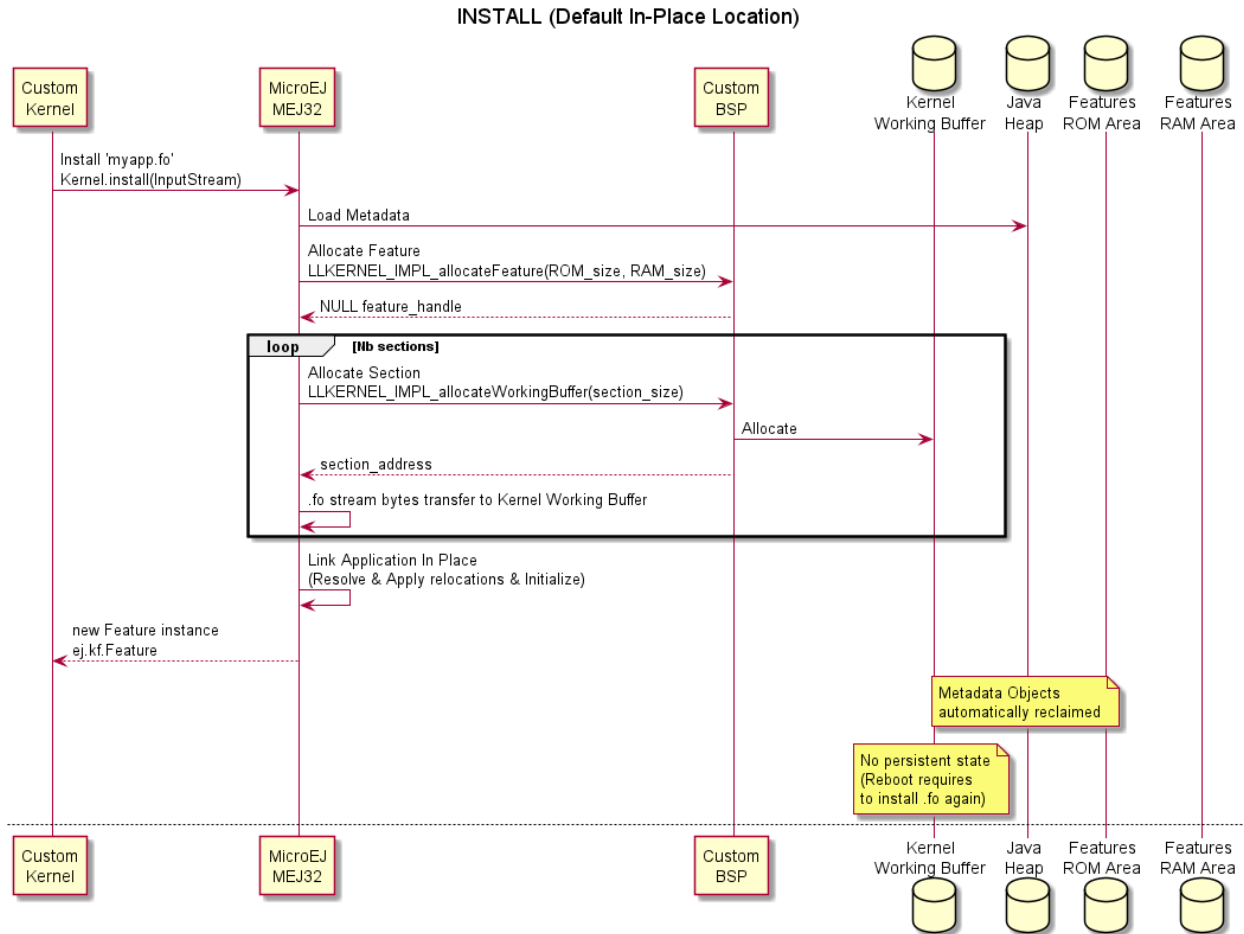 INSTALL (Default In-Place Location)
Custom
Kernel
MicroEJ
MEJ32
Custom
BSP
Kernel
Working Buffer
Java
Heap
Features
ROM Area
Features
RAM Area
Install 'myapp.fo'
Kernel.install(InputStream)
Load Metadata
Allocate Feature
LLKERNEL_IMPL_allocateFeature(ROM_size, RAM_size)
NULL feature_handle
loop [Nb sections]
Allocate Section
LLKERNEL_IMPL_allocateWorkingBuffer(section_size)
Allocate
section_address
.fo stream bytes transfer to Kernel Working Buffer
Link Application In Place
(Resolve & Apply relocations & Initialize)
new Feature instance
ej.kf.Feature
Metadata Objects
automatically reclaimed
No persistent state
(Reboot requires
to install .fo again)
Custom
Kernel
MicroEJ
MEJ32
Custom
BSP
Kernel
Working Buffer
Java
Heap
Features
ROM Area
Features
RAM Area